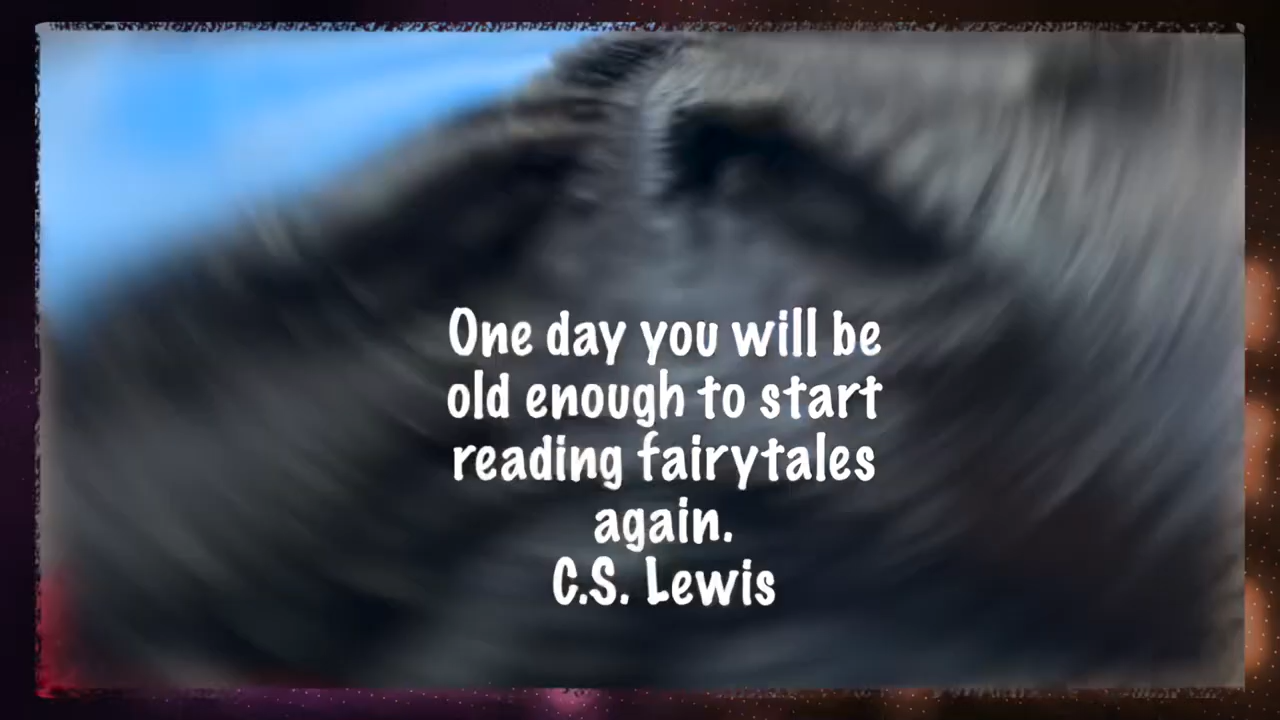 One day you will be
old enough to start
reading fairytales
again.
C.S. Lewis